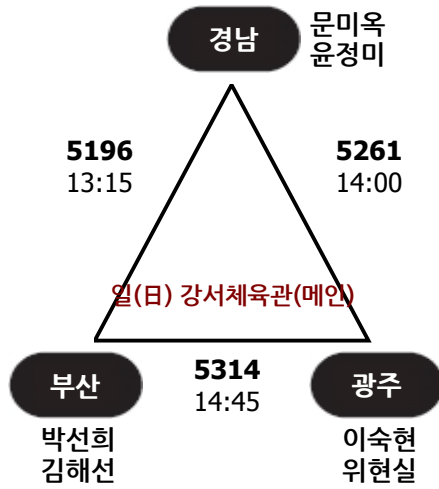 경남
문미옥
윤정미
5196
13:15
5261
14:00
일(日) 강서체육관(메인)
부산
5314
14:45
광주
박선희
김해선
이숙현
위현실